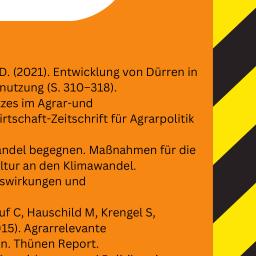 D. (2021). Entwicklung von Dürren in
nutzung (S. 310–318).
zes im Agrar-und
irtschaft-Zeitschrift für Agrarpolitik
andel begegnen. Maßnahmen für die
ltur an den Klimawandel.
swirkungen und
uf C, Hauschild M, Krengel S,
15). Agrarrelevante
n. Thünen Report.